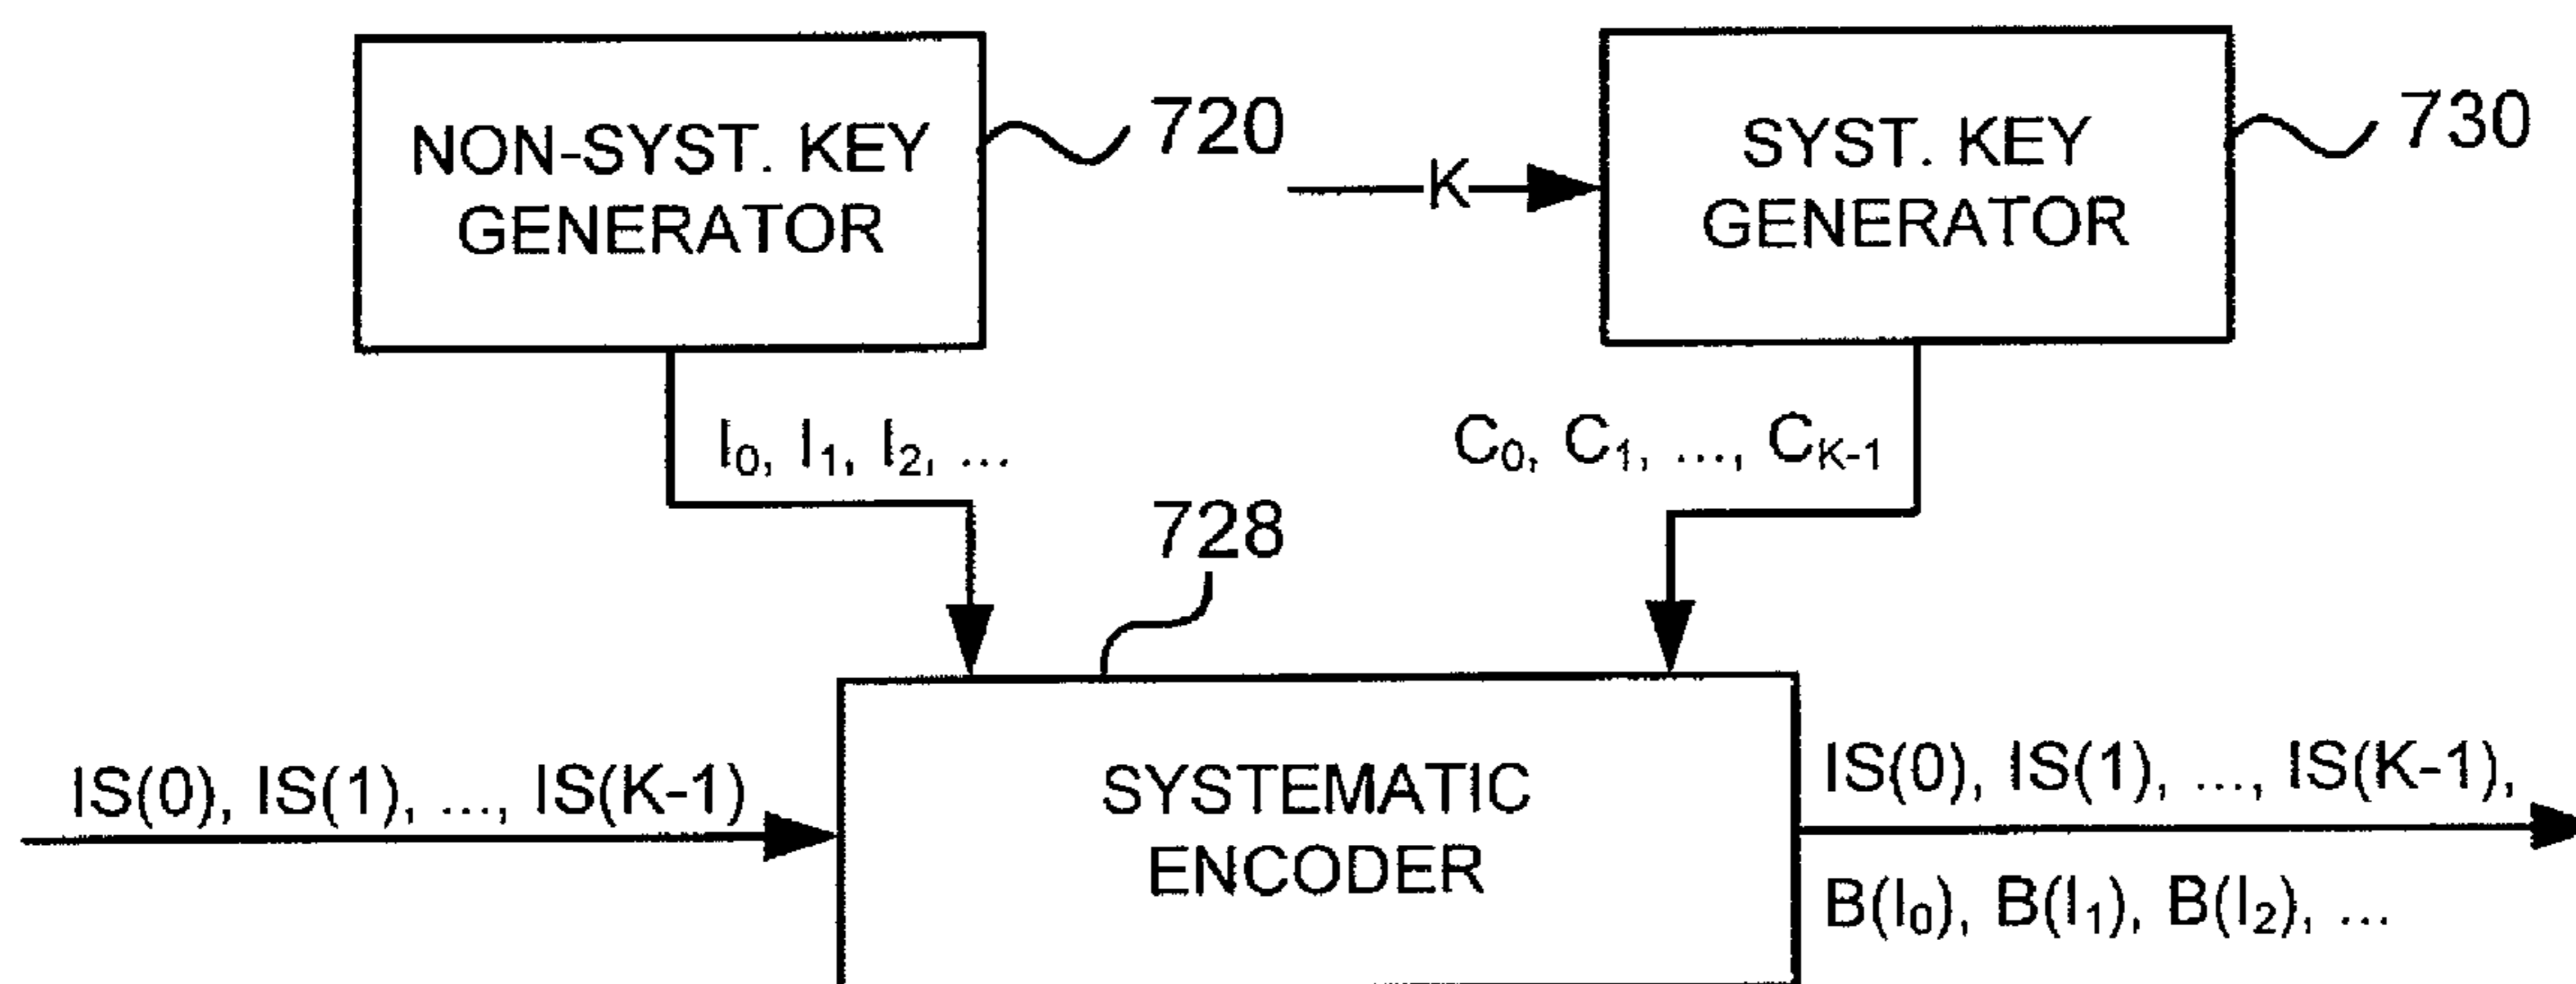 NON-SYST. KEY
GENERATOR
720
K
SYST. KEY
GENERATOR
730
I₀, I₁, I₂, ...
C₀, C₁, ..., C_{K-1}
728
IS(0), IS(1), ..., IS(K-1)
SYSTEMATIC
ENCODER
IS(0), IS(1), ..., IS(K-1),
B(I₀), B(I₁), B(I₂), ...